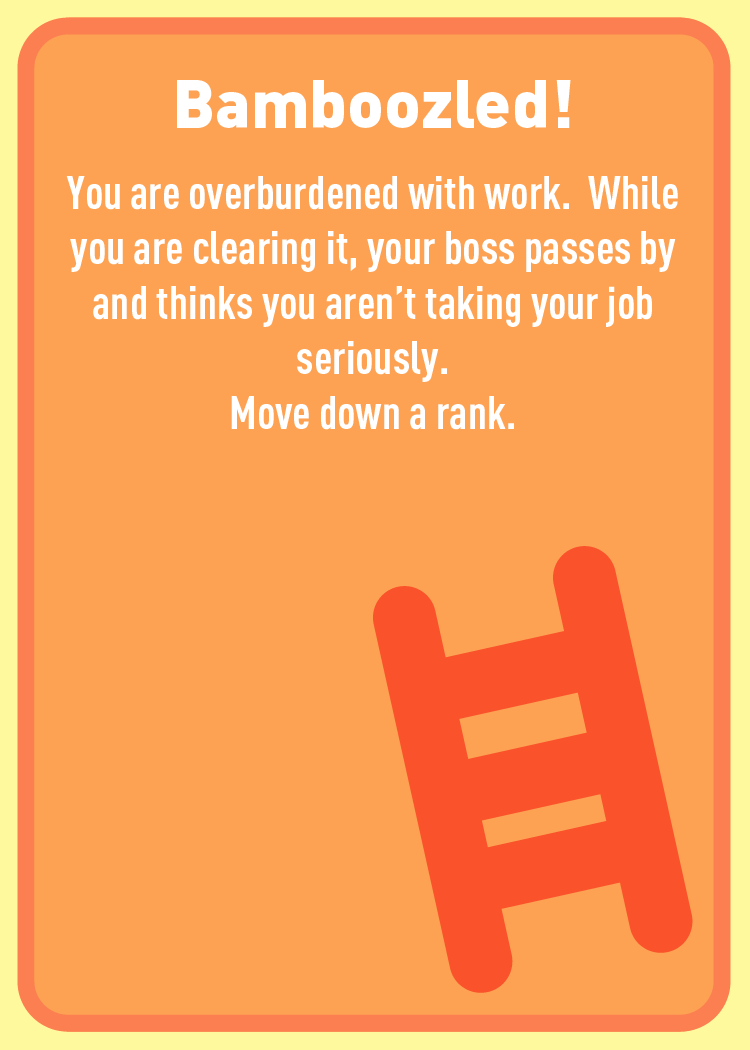 Bamboozled!
You are overburdened with work.  While
you are clearing it, your boss passes by
and thinks you aren’t taking your job
seriously.
Move down a rank.